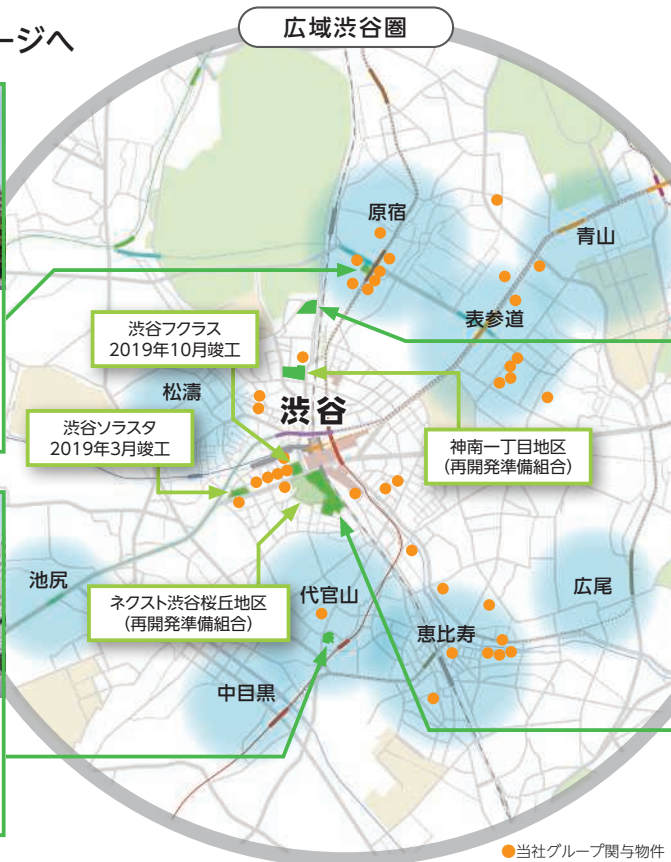 広域渋谷圏
ージへ
原宿
青山
表参道
渋谷フクラス
2019年10月竣工
松濤
渋谷
渋谷ソラスタ
2019年3月竣工
神南一丁目地区
(再開発準備組合)
池尻
ネクスト渋谷桜丘地区
(再開発準備組合)
代官山
広尾
恵比寿
中目黒
●当社グループ関与物件